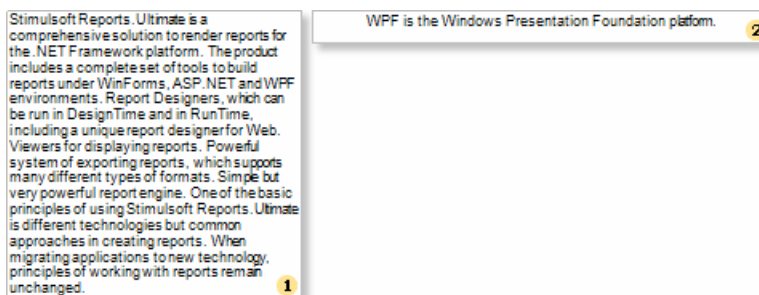 Stimulsoft Reports.Ultimate is a
comprehensive solution to render reports for
the .NET Framework platform. The product
includes a complete set of tools to build
reports under WinForms, ASP.NET and WPF
environments. Report Designers, which can
be run in DesignTime and in RunTime,
including a unique report designer for Web.
Viewers for displaying reports. Powerful
system of exporting reports, which supports
many different types of formats. Simple but
very powerful report engine. One of the basic
principles of using Stimulsoft Reports.Ultimate
is different technologies but common
approaches in creating reports. When
migrating applications to new technology,
principles of working with reports remain
unchanged.
1
WPF is the Windows Presentation Foundation platform.
2